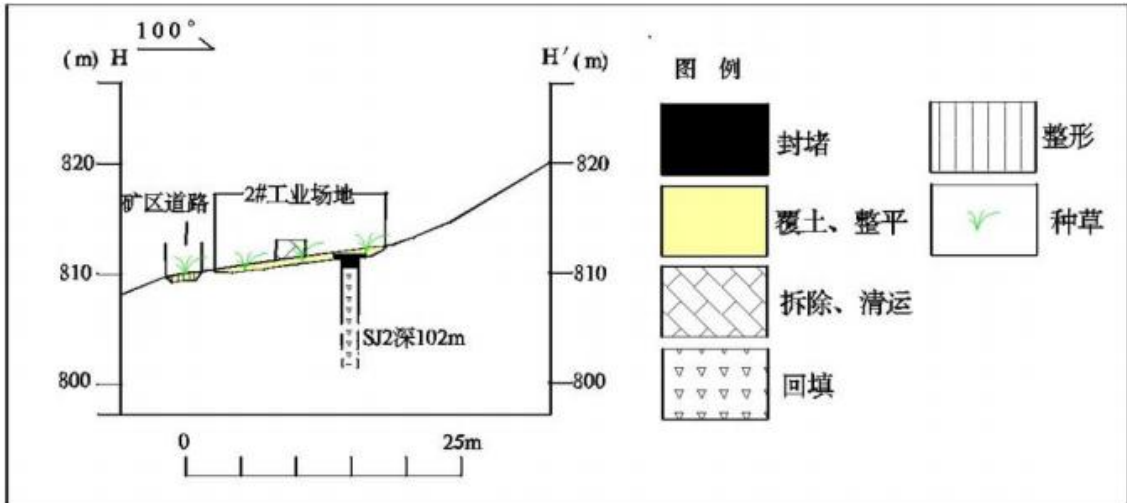 100°
(m) H
H′(m)
图 例
820
820
矿区道路
2#工业场地
810
810
SJ2深102m
800
800
0
25m
封堵
整形
覆土、整平
种草
拆除、清运
回填